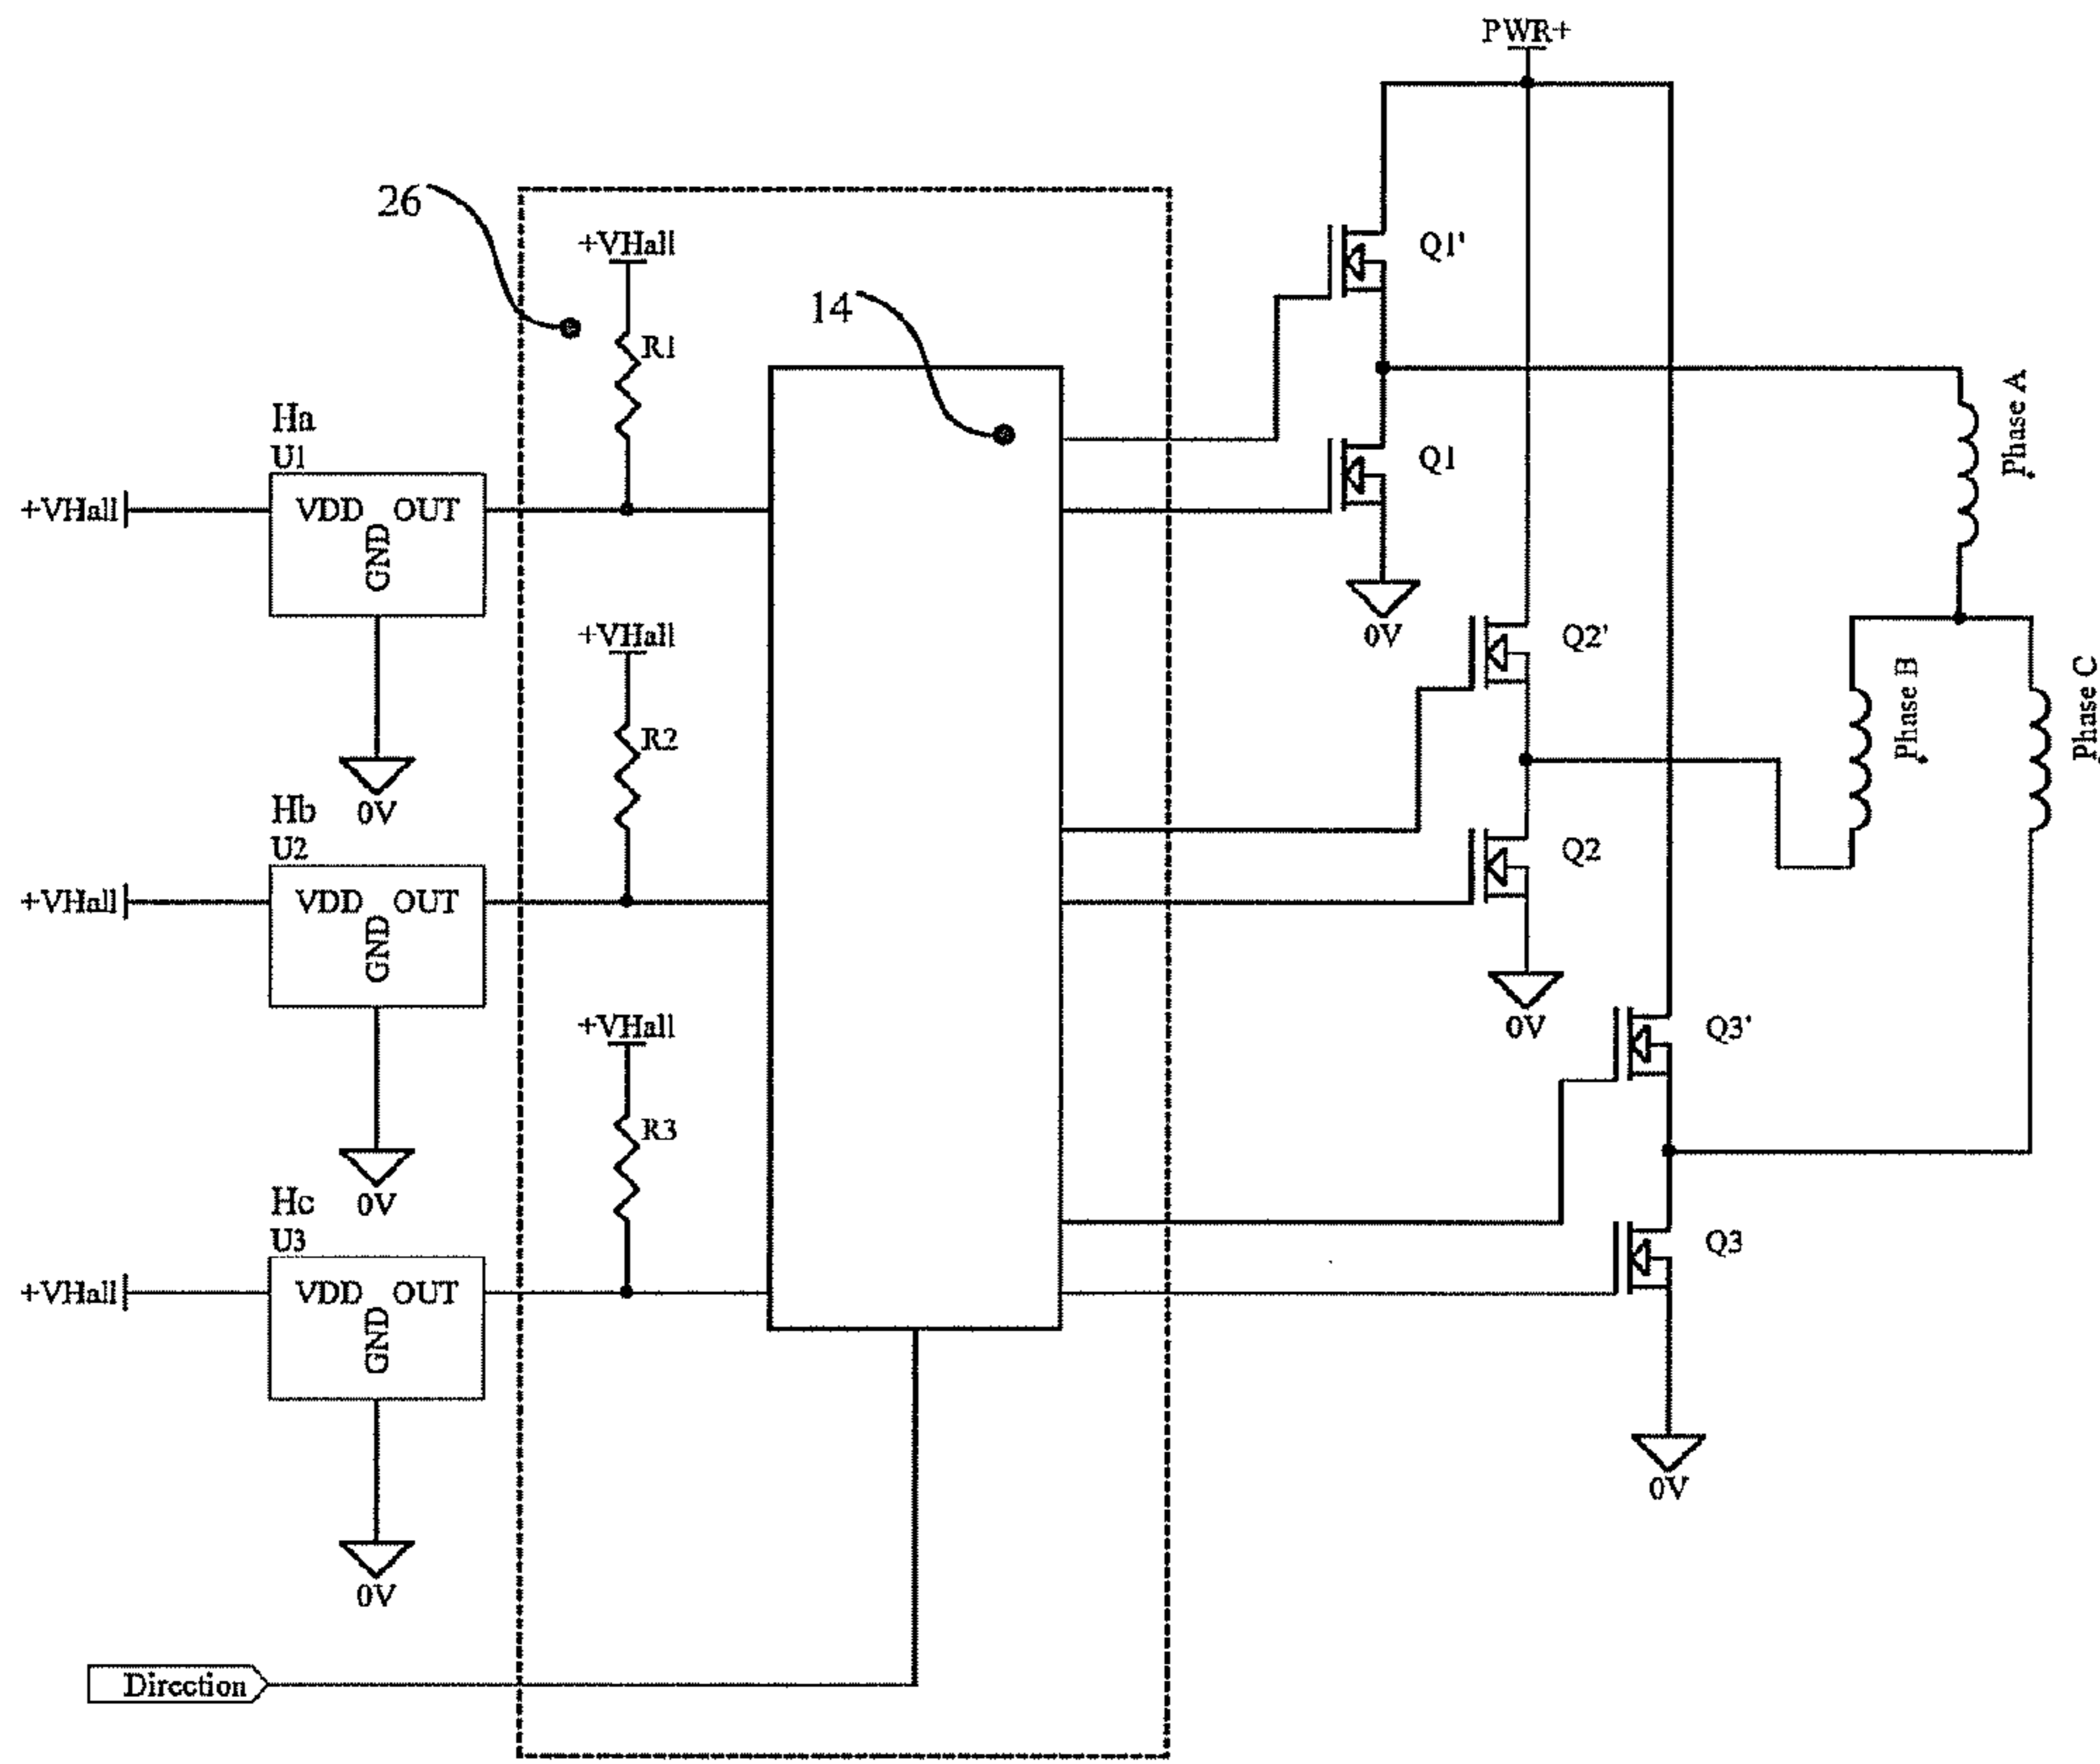 PWR+
26
+VHall
Q1'
R1
14
Phase A
Ha
U1
Q1
+VHall
VDD OUT
GND
0V
+VHall
Q2'
Phase B
Phase C
R2
0V
Hb
U2
Q2
+VHall
VDD OUT
GND
0V
+VHall
Q3'
R3
0V
Hc
U3
Q3
+VHall
VDD OUT
GND
0V
0V
Direction